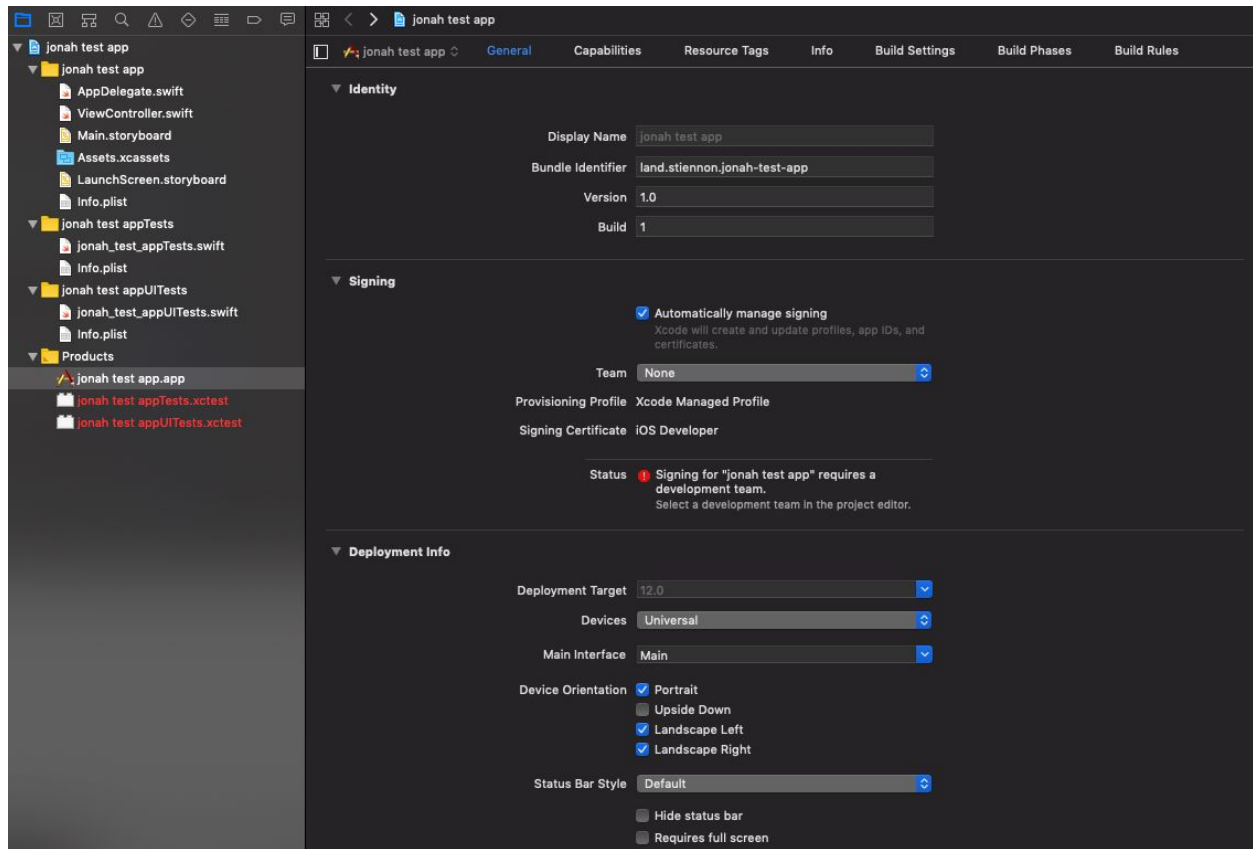 jonah test app
jonah test app
General
Capabilities
Resource Tags
Info
Build Settings
Build Phases
Build Rules
jonah test app
jonah test app
AppDelegate.swift
ViewController.swift
Main.storyboard
Assets.xcassets
LaunchScreen.storyboard
Info.plist
jonah test appTests
jonah_test_appTests.swift
Info.plist
jonah test appUITests
jonah_test_appUITests.swift
Info.plist
Products
jonah test app.app
jonah test appTests.xctest
jonah test appUITests.xctest
Identity
Display Name jonah test app
Bundle Identifier land.stiennon.jonah-test-app
Version 1.0
Build 1
Signing
Automatically manage signing
Xcode will create and update profiles, app IDs, and
certificates.
Team None
Provisioning Profile Xcode Managed Profile
Signing Certificate iOS Developer
Status Signing for "jonah test app" requires a
development team.
Select a development team in the project editor.
Deployment Info
Deployment Target 12.0
Devices Universal
Main Interface Main
Device Orientation Portrait
Upside Down
Landscape Left
Landscape Right
Status Bar Style Default
Hide status bar
Requires full screen